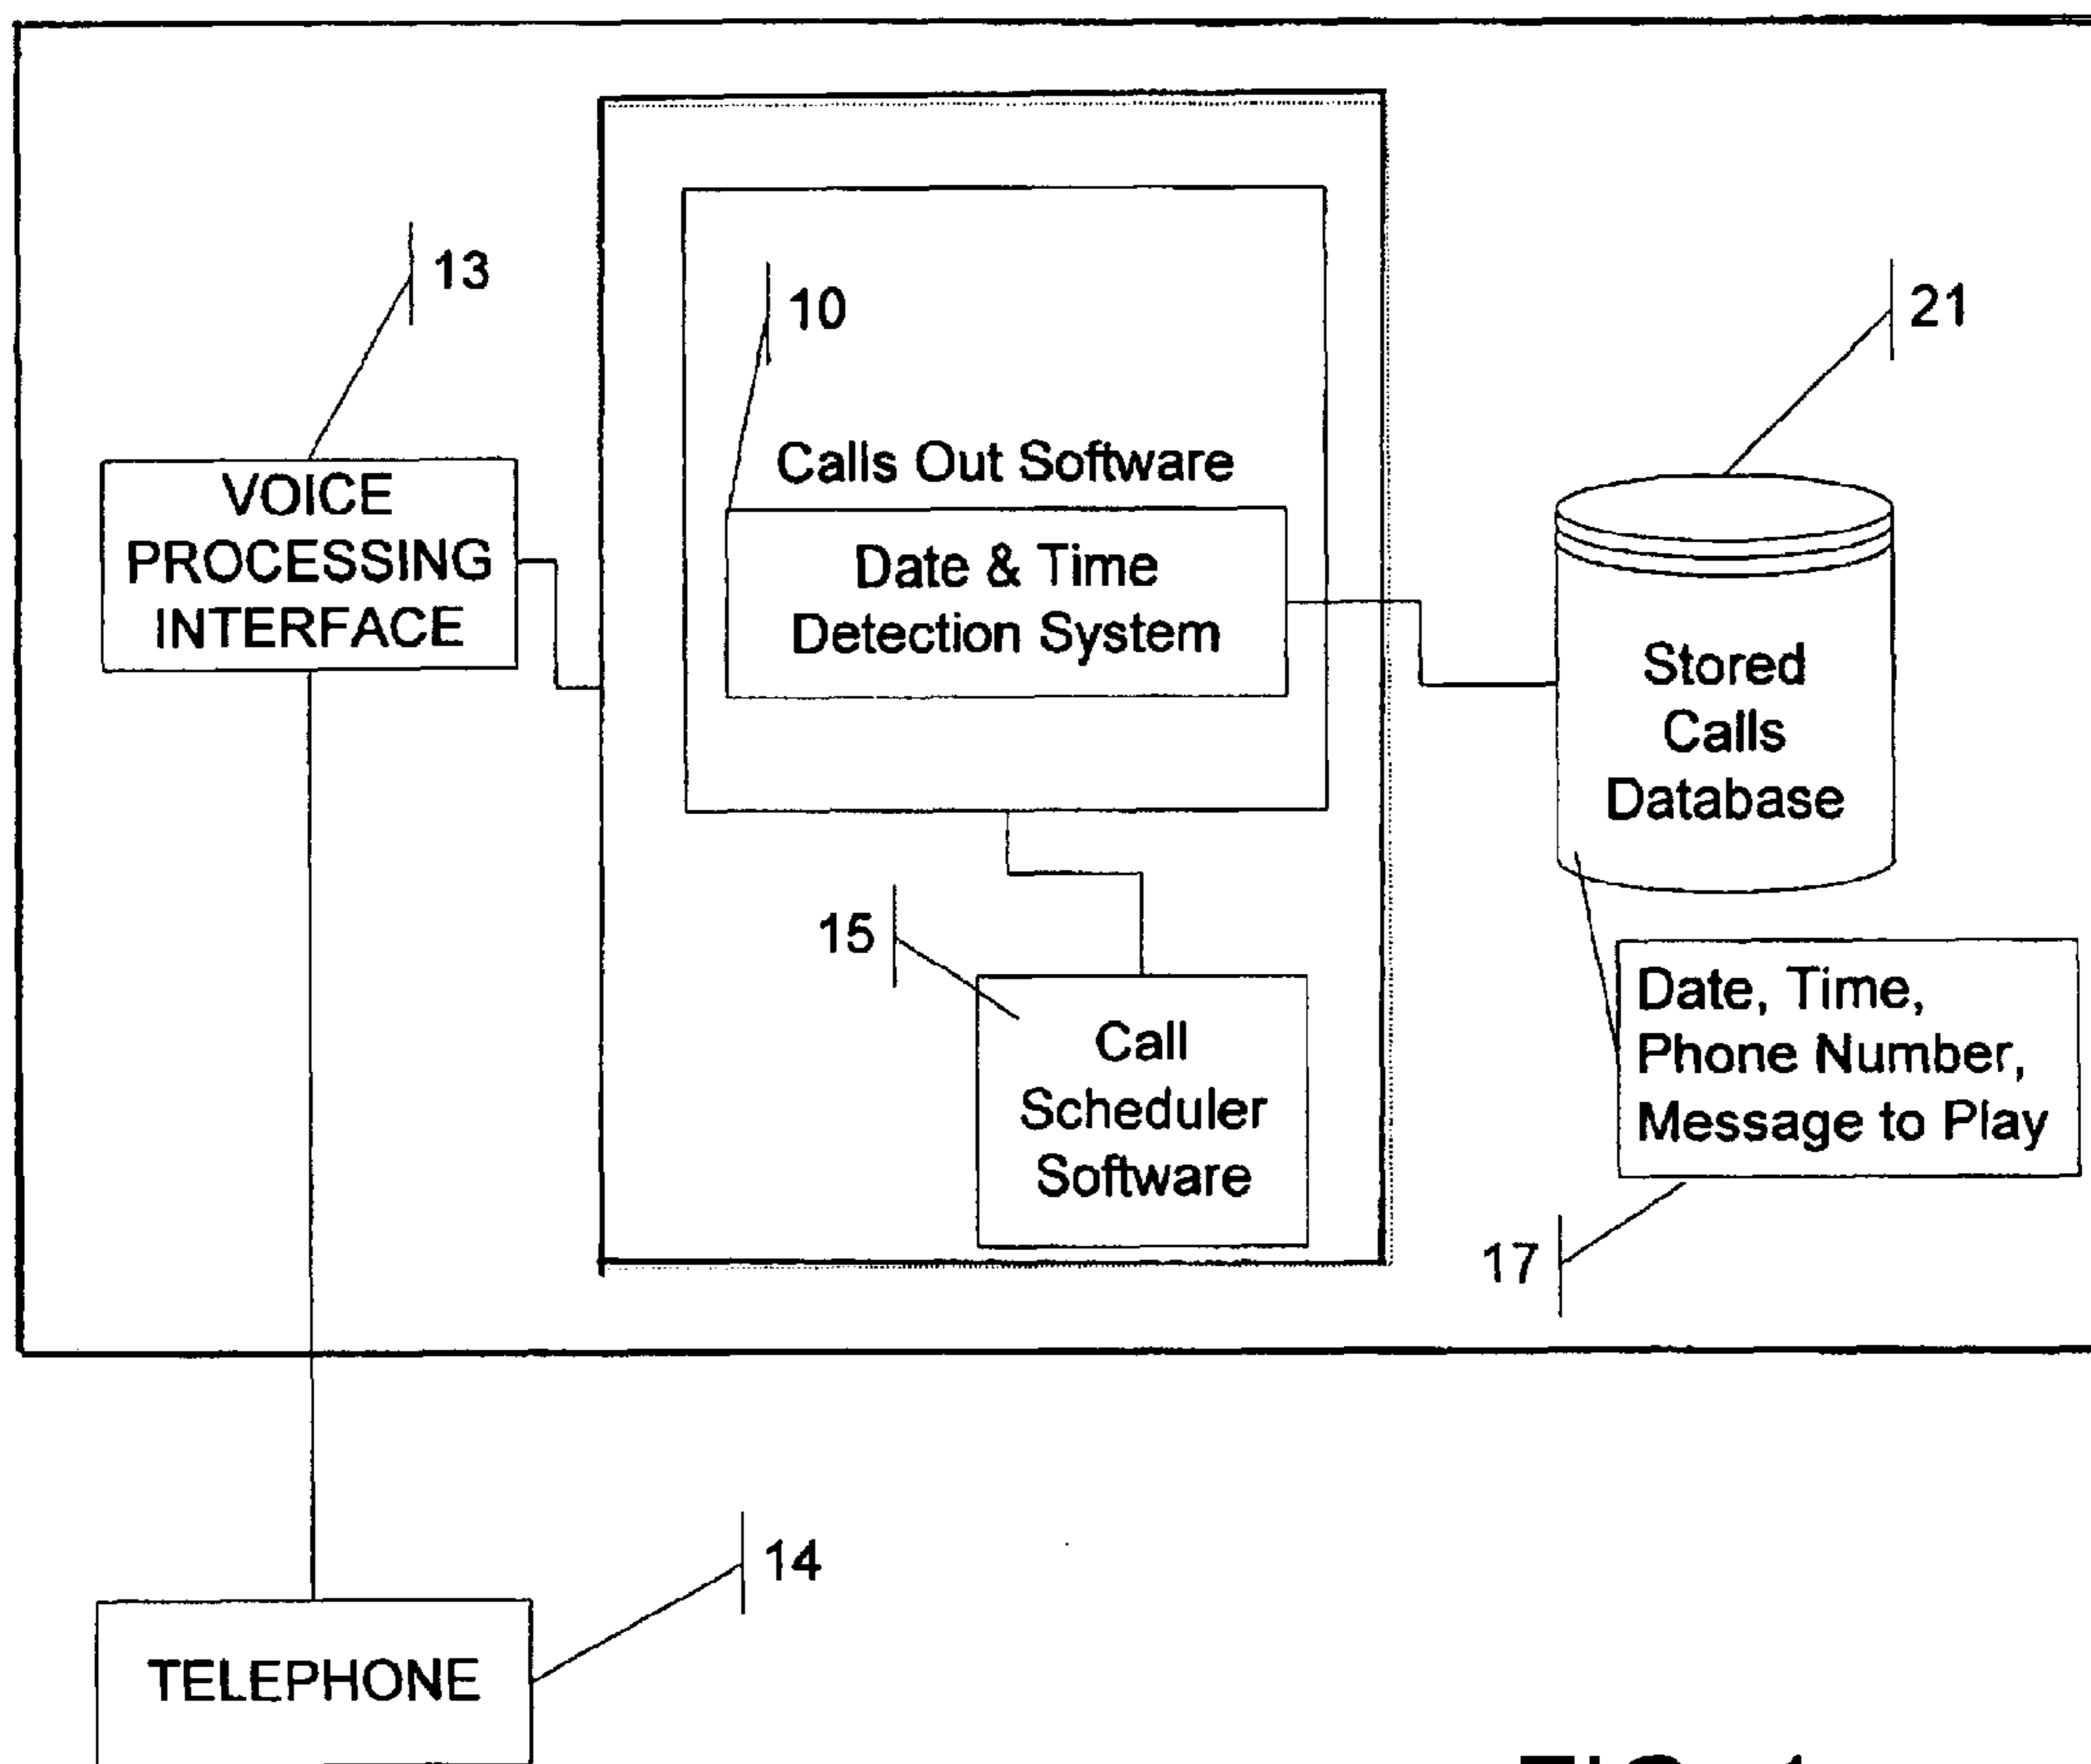 13
10
21
VOICE
PROCESSING
INTERFACE
Calls Out Software
Date & Time
Detection System
Stored
Calls
Database
15
Call
Scheduler
Software
Date, Time,
Phone Number,
Message to Play
17
14
TELEPHONE